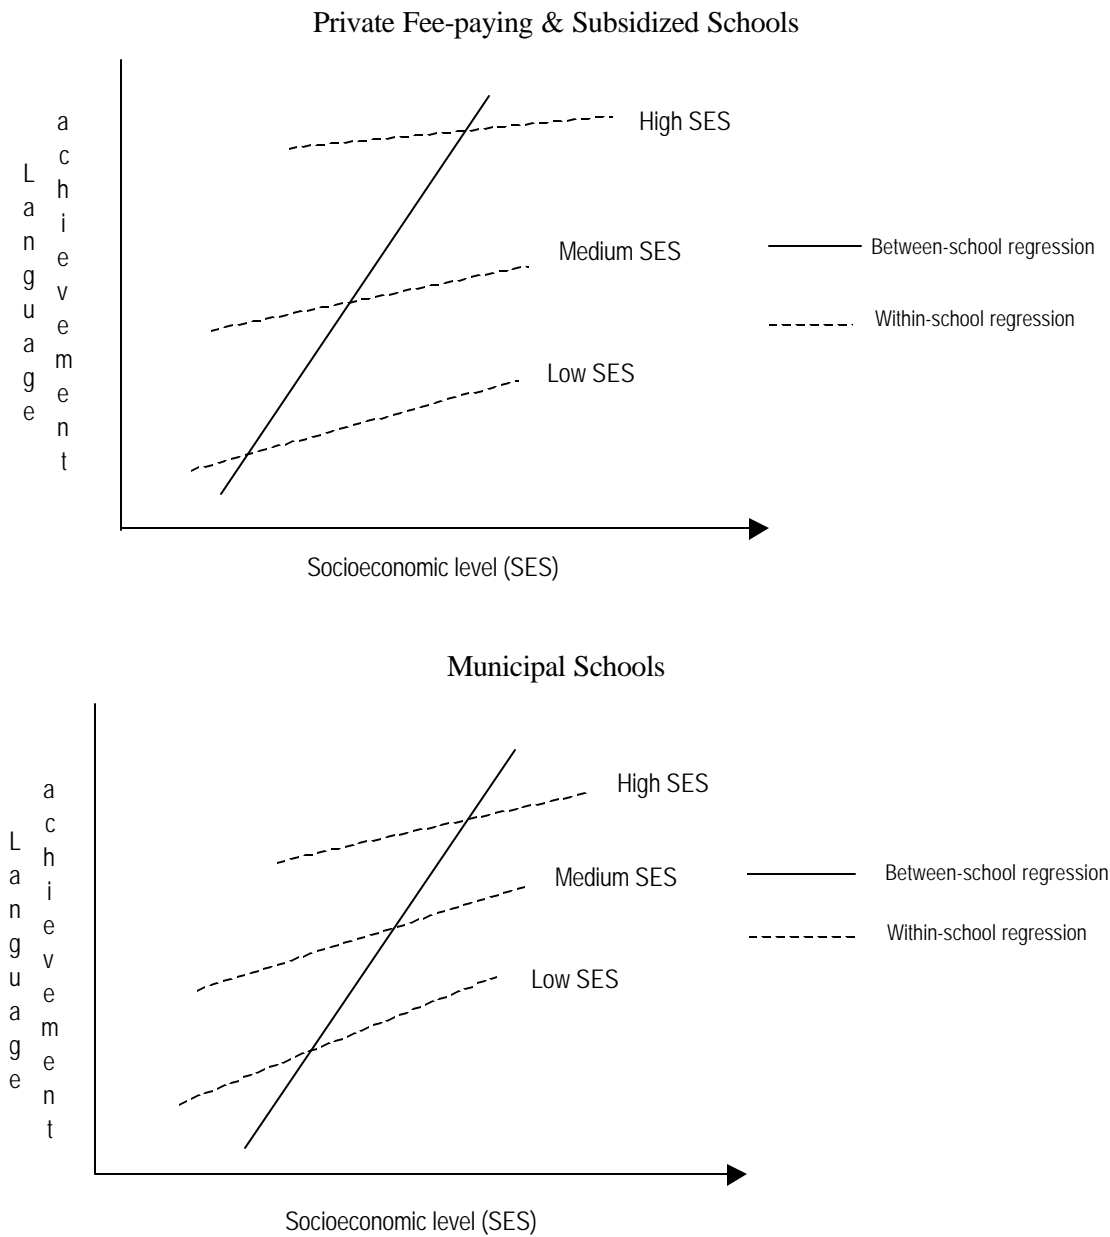 Private Fee-paying & Subsidized Schools
Language
achievement
High SES
Medium SES
Low SES
Between-school regression
Within-school regression
Socioeconomic level (SES)
Municipal Schools
Language
achievement
High SES
Medium SES
Low SES
Between-school regression
Within-school regression
Socioeconomic level (SES)